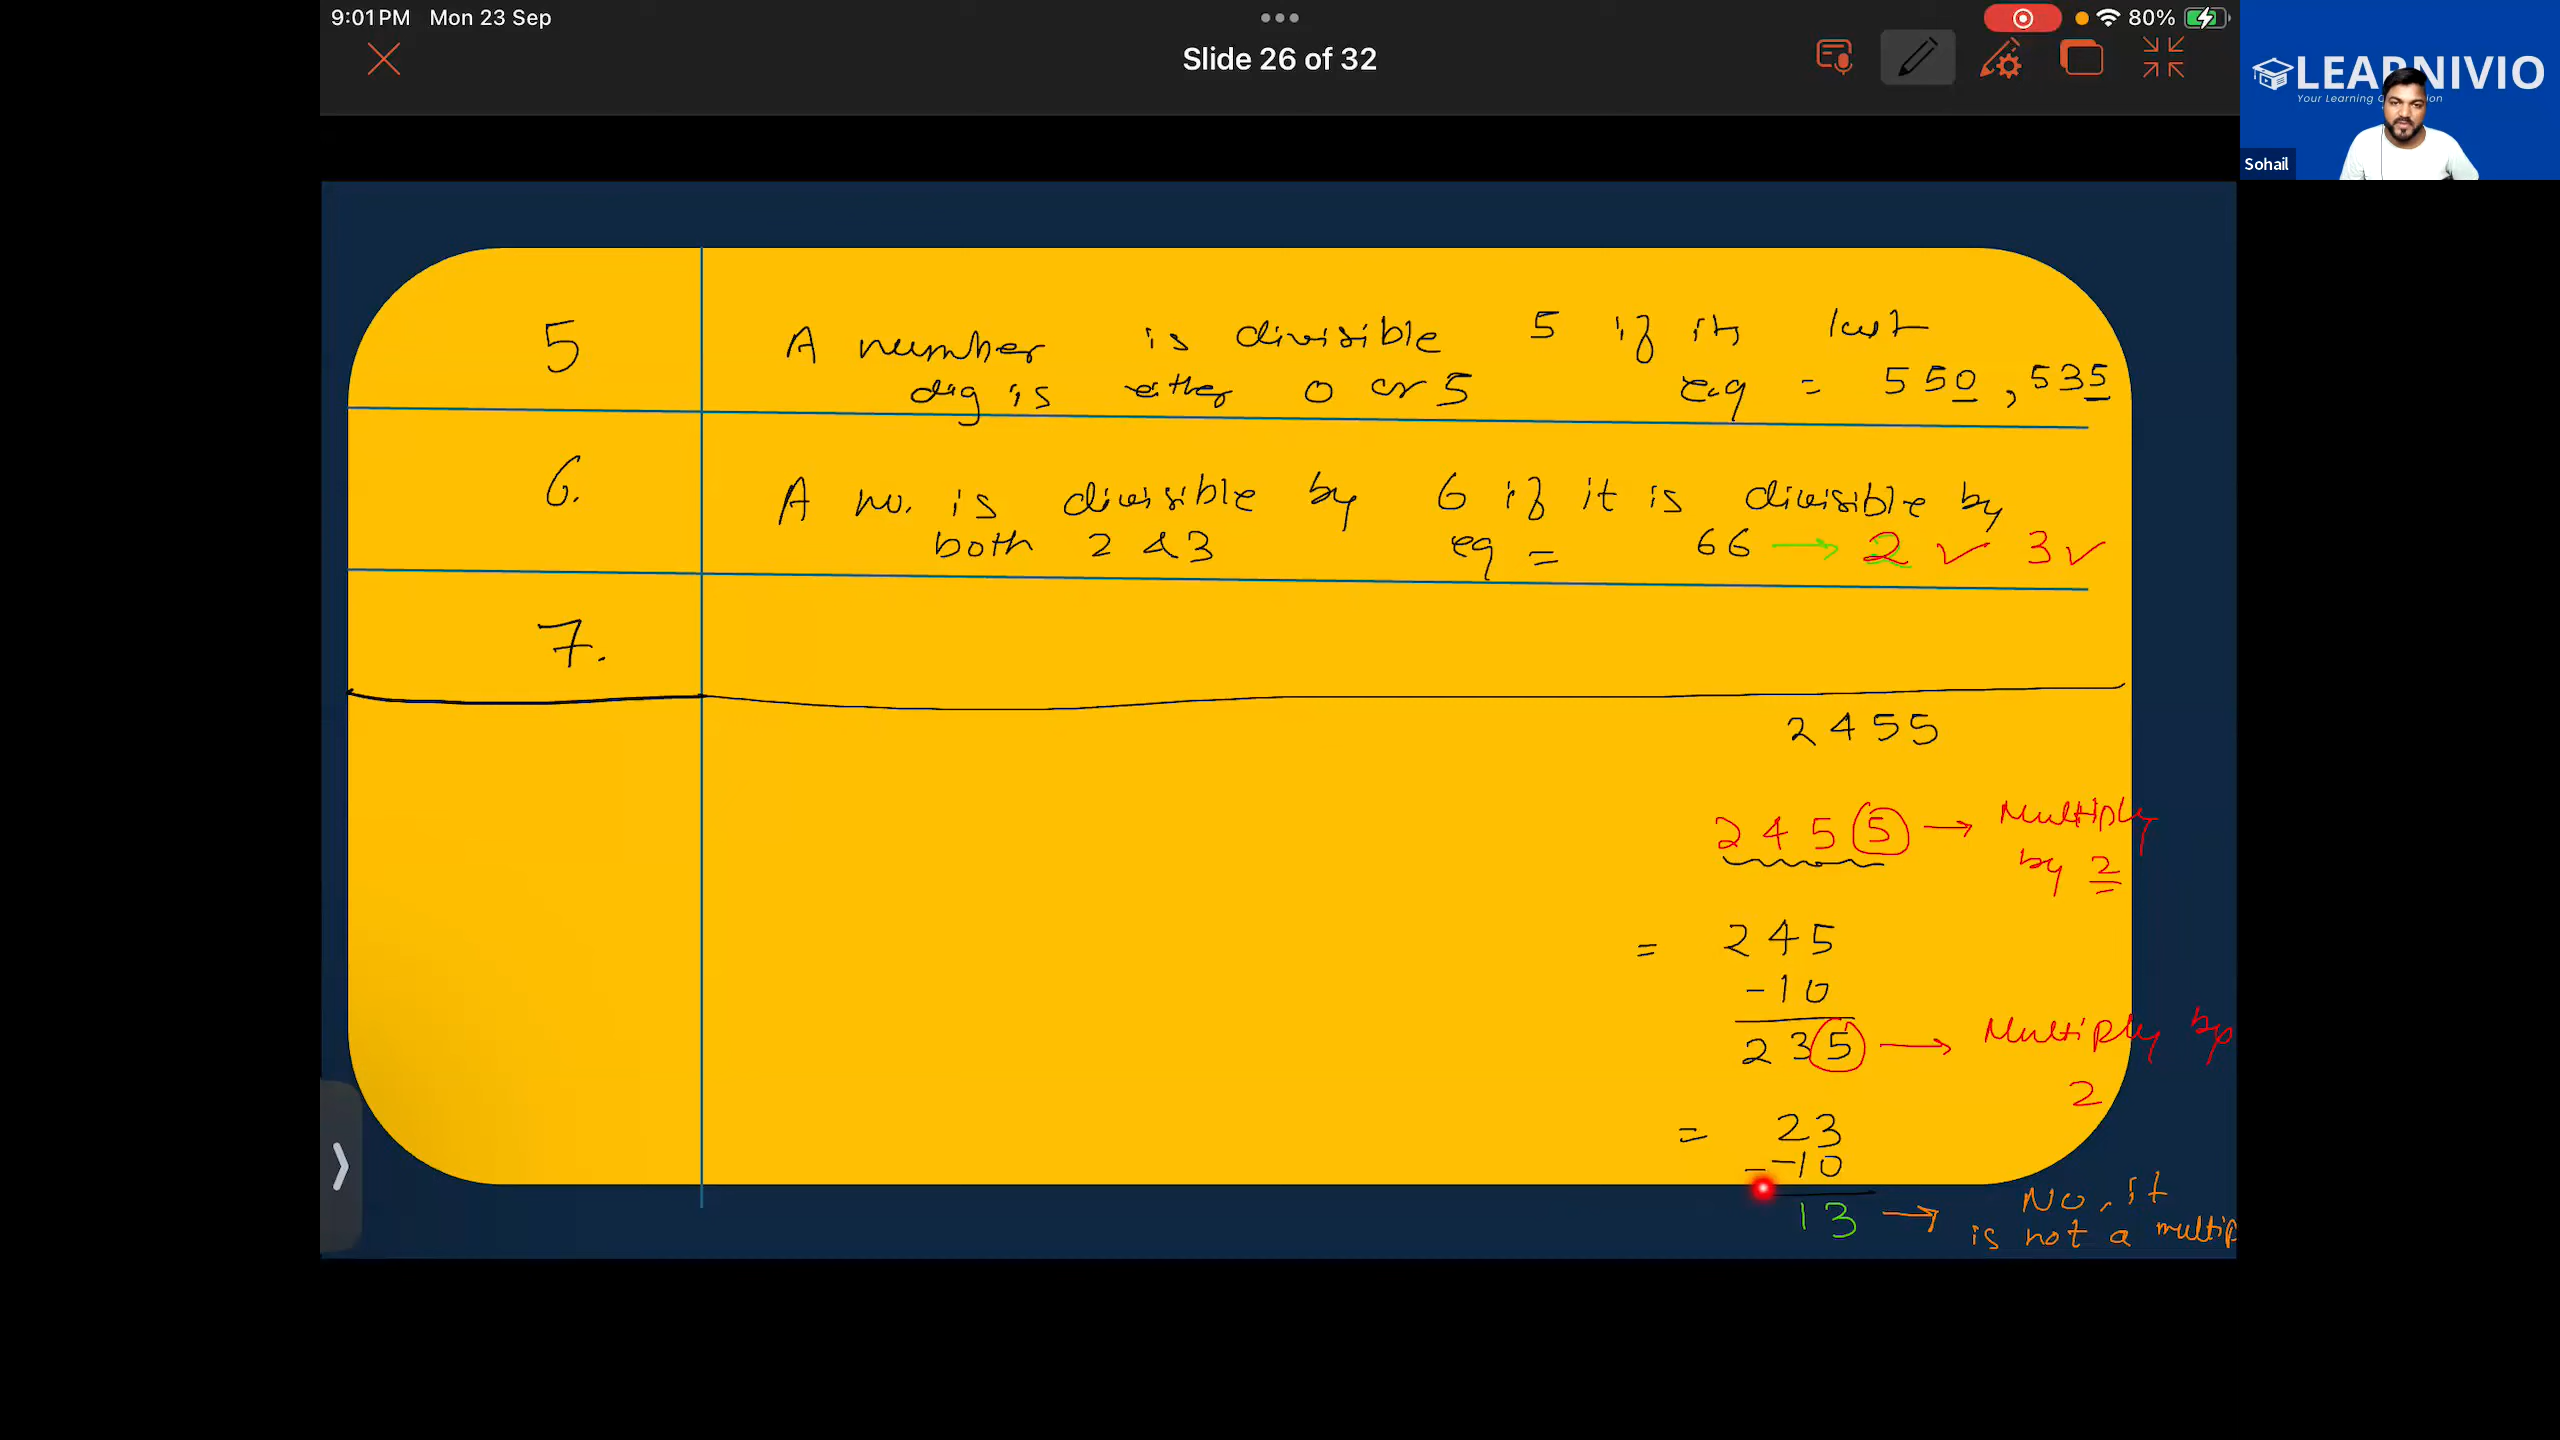 9:01 PM Mon 23 Sep
80%
Slide 26 of 32
LEARNIVIO
Your Learning
Sohail
5
A number is divisible 5 if its last
dig is either 0 or 5 e.g = 550, 535
6.
A no. is divisible by 6 if it is divisible by
both 2 & 3 eg = 66 → 2 ✓ 3 ✓
7.
2455
2455 → Multiply
by 2
= 245
-10
235 → Multiply by
2
= 23
--10
13 → No, it
is not a multip